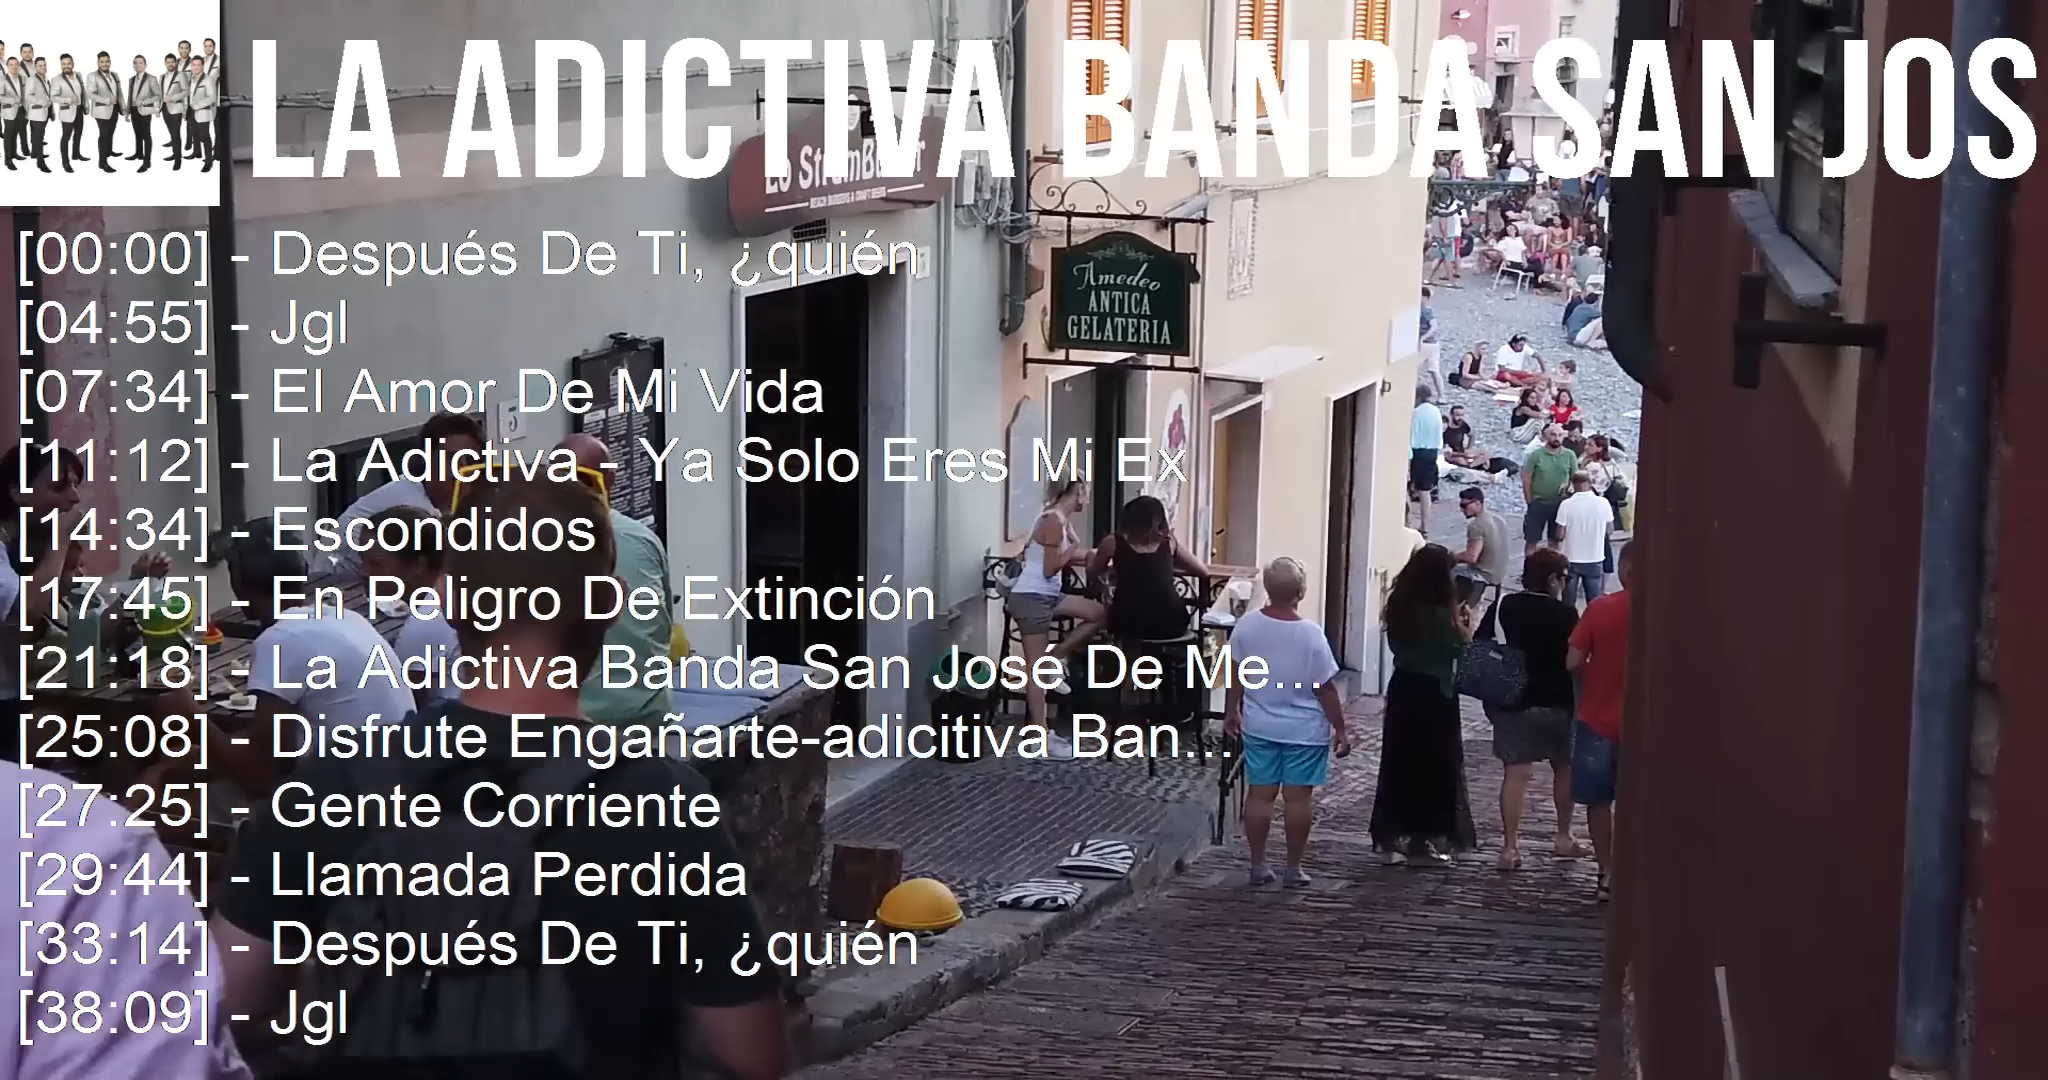 LA ADICTIVA BANDA SAN JOS
[00:00] - Después De Ti, ¿quién
[04:55] - Jgl
[07:34] - El Amor De Mi Vida
[11:12] - La Adictiva - Ya Solo Eres Mi Ex
[14:34] - Escondidos
[17:45] - En Peligro De Extinción
[21:18] - La Adictiva Banda San José De Me...
[25:08] - Disfrute Engañarte-adicitiva Ban...
[27:25] - Gente Corriente
[29:44] - Llamada Perdida
[33:14] - Después De Ti, ¿quién
[38:09] - Jgl
Lo
Amedeo
ANTICA
GELATERIA
5